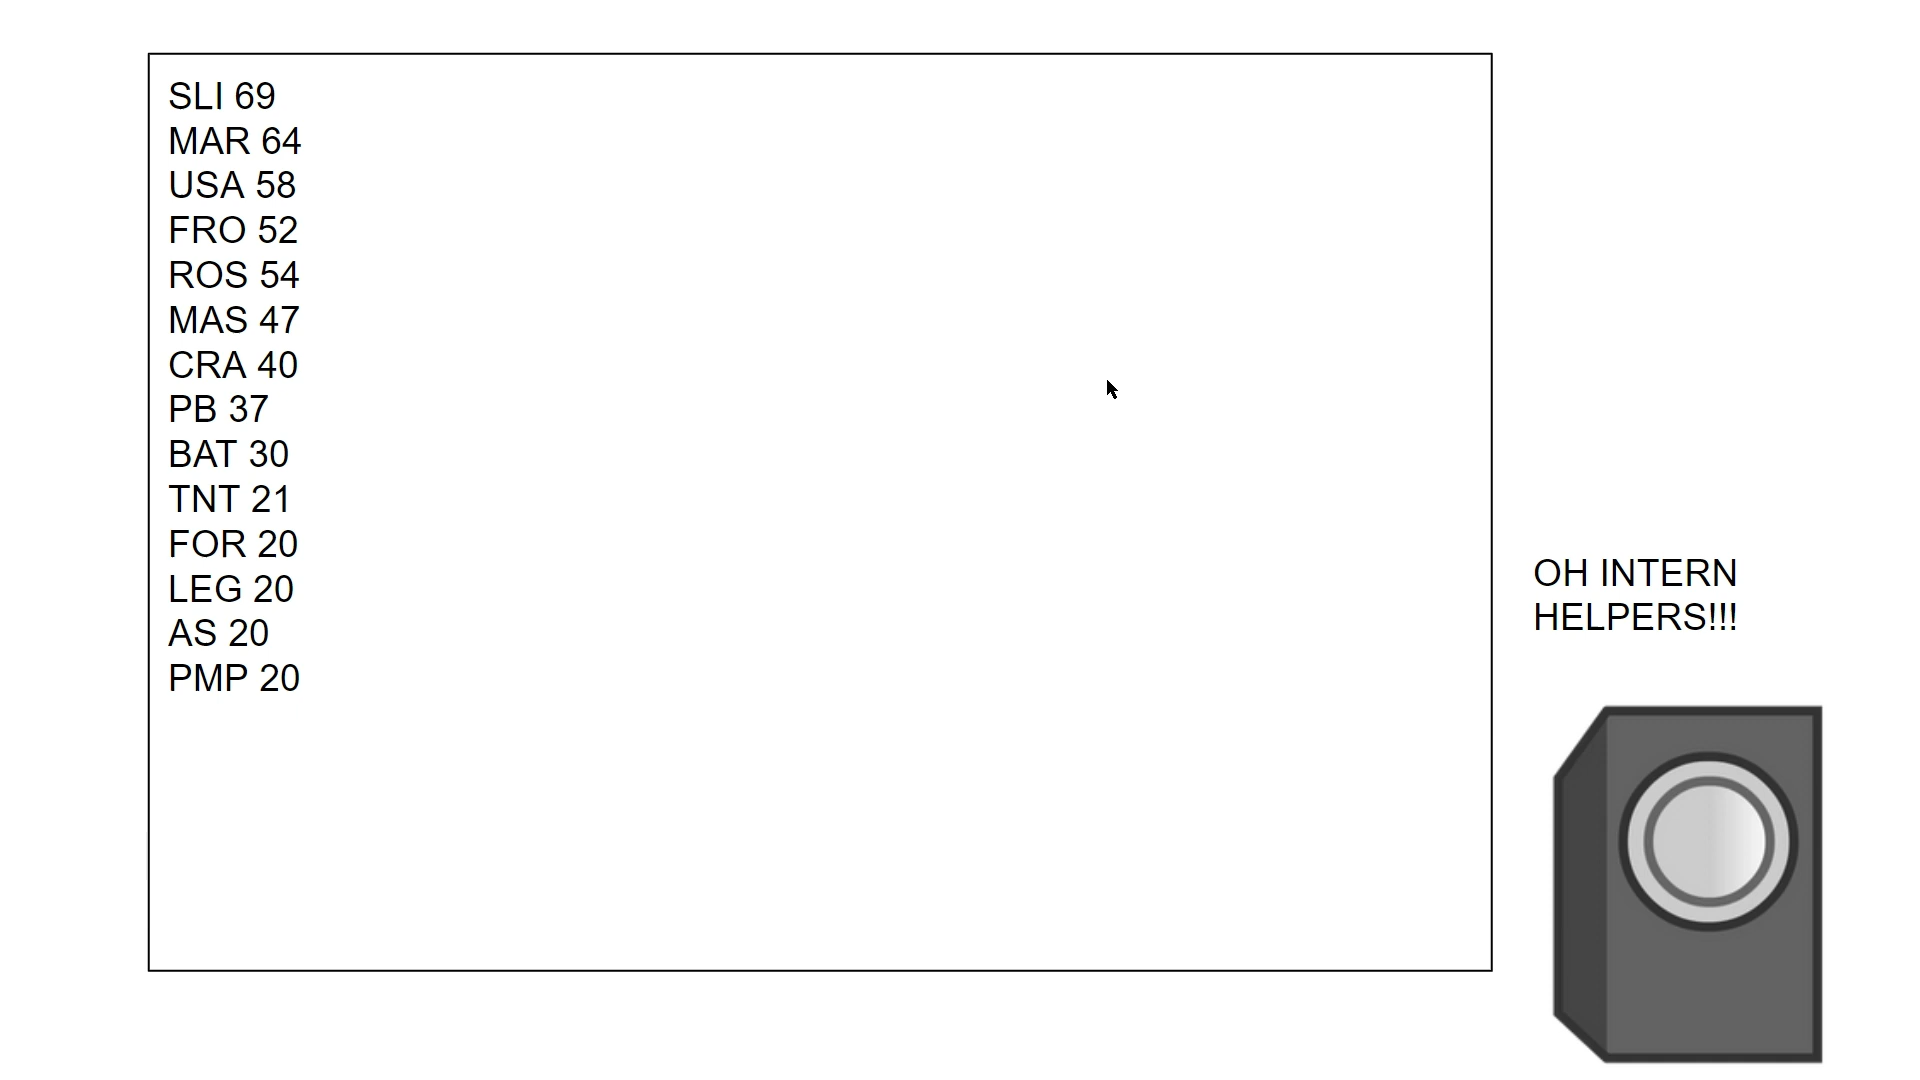 SLI 69
MAR 64
USA 58
FRO 52
ROS 54
MAS 47
CRA 40
PB 37
BAT 30
TNT 21
FOR 20
LEG 20
AS 20
PMP 20
OH INTERN
HELPERS!!!